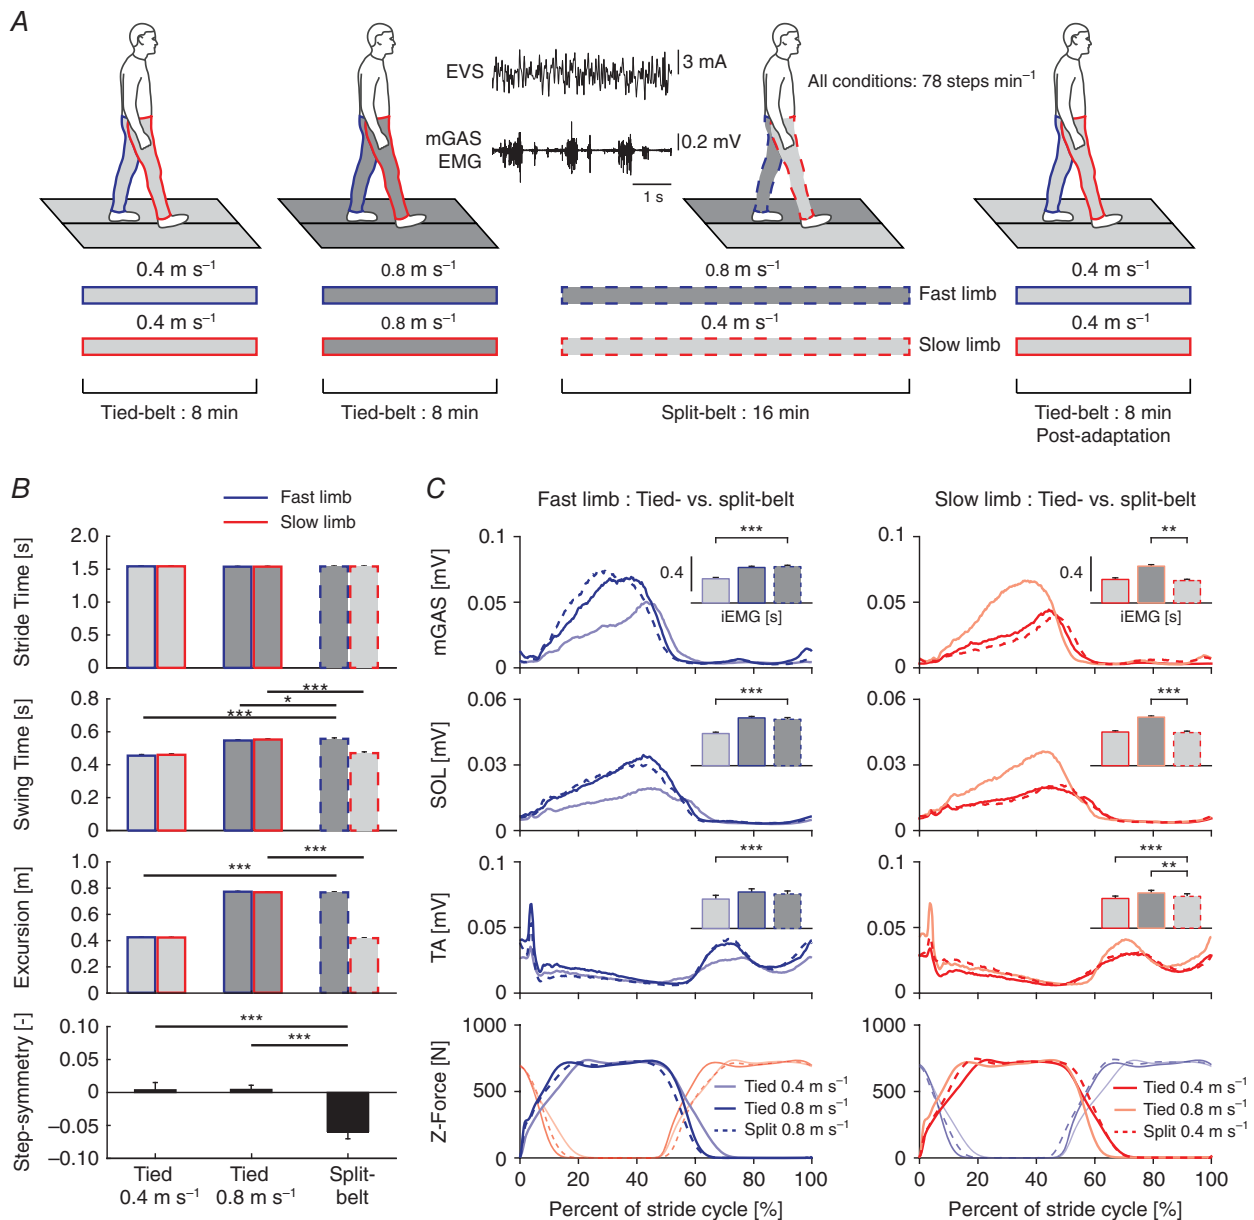 A
EVS
3 mA
mGAS
EMG
0.2 mV
1 s
All conditions: 78 steps min⁻¹
0.4 m s⁻¹
0.8 m s⁻¹
0.8 m s⁻¹
0.4 m s⁻¹
Fast limb
0.4 m s⁻¹
0.8 m s⁻¹
0.4 m s⁻¹
0.4 m s⁻¹
Slow limb
Tied-belt : 8 min
Tied-belt : 8 min
Split-belt : 16 min
Tied-belt : 8 min
Post-adaptation
B
Fast limb
Slow limb
Stride Time [s]
2.0
1.5
1.0
0.5
0
Swing Time [s]
0.8
0.6
0.4
0.2
0
***
*
***
Excursion [m]
1.0
0.8
0.6
0.4
0.2
0
***
***
Step-symmetry [-]
0.10
0.05
0
–0.05
–0.10
***
***
Tied
0.4 m s⁻¹
Tied
0.8 m s⁻¹
Split-
belt
C
Fast limb : Tied- vs. split-belt
mGAS [mV]
0.1
0.05
0
0.4
***
iEMG [s]
SOL [mV]
0.06
0.03
0
***
TA [mV]
0.1
0.05
0
***
Z-Force [N]
1000
500
0
Tied 0.4 m s⁻¹
Tied 0.8 m s⁻¹
Split 0.8 m s⁻¹
0 20 40 60 80 100
Percent of stride cycle [%]
Slow limb : Tied- vs. split-belt
0.1
0.05
0
0.4
**
iEMG [s]
0.06
0.03
0
***
0.1
0.05
0
***
**
1000
500
0
Tied 0.4 m s⁻¹
Tied 0.8 m s⁻¹
Split 0.4 m s⁻¹
0 20 40 60 80 100
Percent of stride cycle [%]